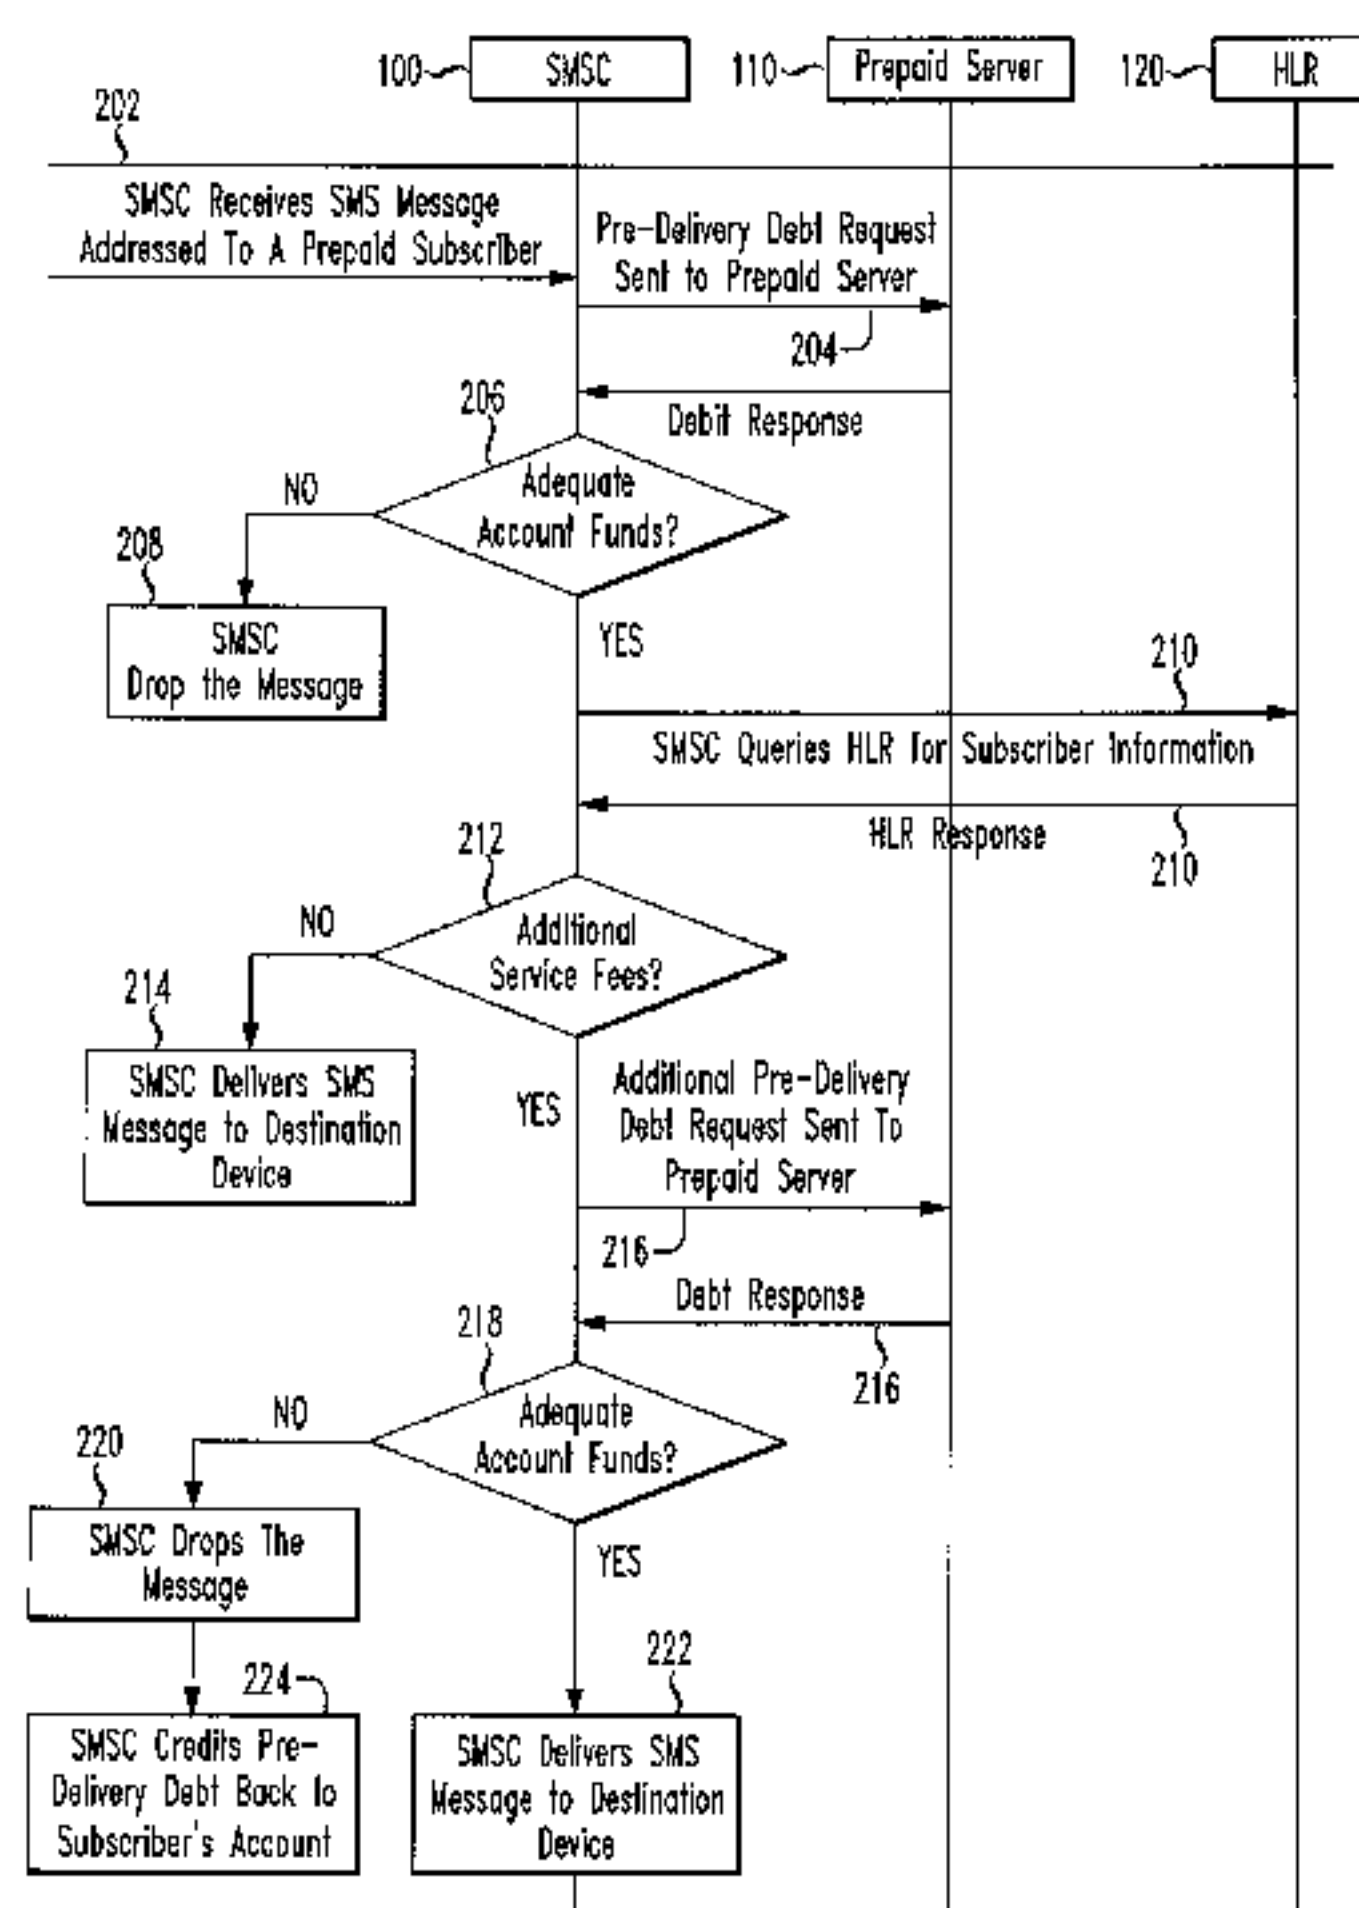 100
SMSC
110
Prepaid Server
120
HLR
202
SMSC Receives SMS Message
Addressed To A Prepaid Subscriber
Pre-Delivery Debt Request
Sent to Prepaid Server
204
206
Debit Response
NO
Adequate
Account Funds?
208
SMSC
Drop the Message
YES
210
SMSC Queries HLR for Subscriber Information
HLR Response
210
212
NO
Additional
Service Fees?
214
SMSC Delivers SMS
Message to Destination
Device
YES
Additional Pre-Delivery
Debt Request Sent To
Prepaid Server
216
Debt Response
216
218
NO
Adequate
Account Funds?
220
SMSC Drops The
Message
YES
224
SMSC Credits Pre-
Delivery Debt Back to
Subscriber's Account
222
SMSC Delivers SMS
Message to Destination
Device